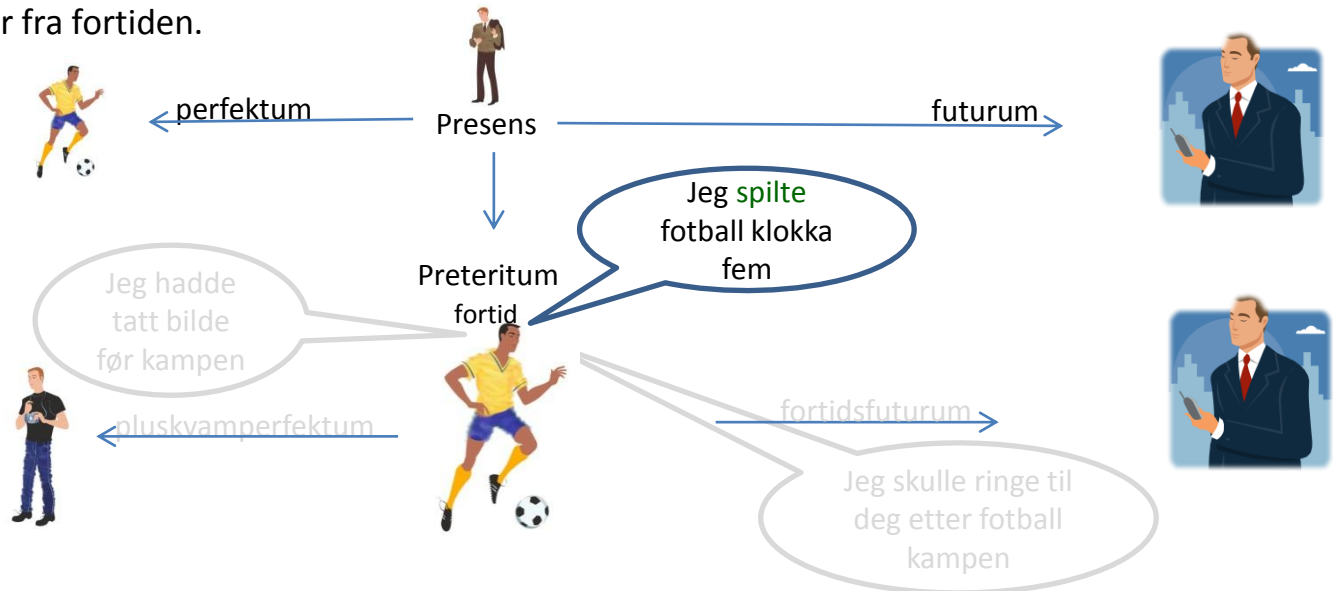 r fra fortiden.
perfektum
Presens
futurum
Jeg spilte
fotball klokka
fem
Preteritum
fortid
Jeg hadde
tatt bilde
før kampen
pluskvamperfektum
fortidsfuturum
Jeg skulle ringe til
deg etter fotball
kampen